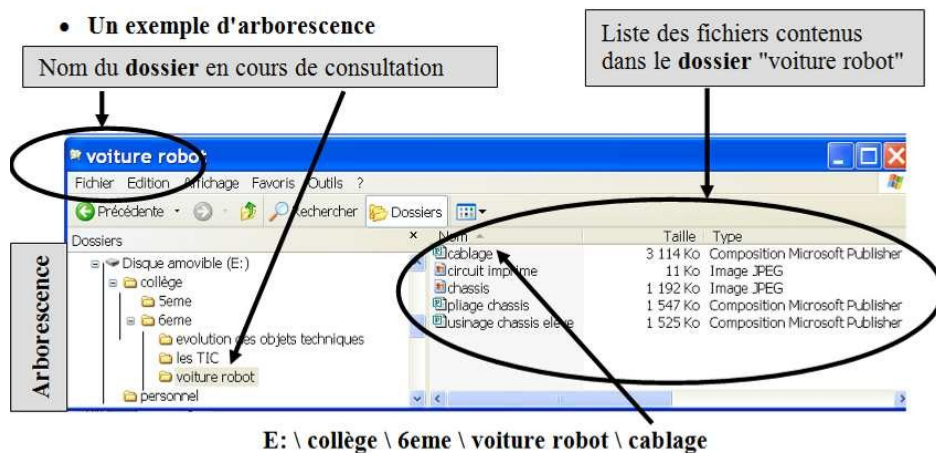 • Un exemple d'arborescence
Nom du dossier en cours de consultation
Liste des fichiers contenus
dans le dossier "voiture robot"
voiture robot
Fichier Edition Affichage Favoris Outils ?
Précédente Rechercher Dossiers
Dossiers × Nom Taille Type
Arborescence
Disque amovible (E:)
collège
5eme
6eme
evolution des objets techniques
les TIC
voiture robot
personnel
cablage 3 114 Ko Composition Microsoft Publisher
circuit imprime 11 Ko Image JPEG
chassis 1 192 Ko Image JPEG
pliage chassis 1 547 Ko Composition Microsoft Publisher
usinage chassis eleve 1 525 Ko Composition Microsoft Publisher
E: \ collège \ 6eme \ voiture robot \ cablage